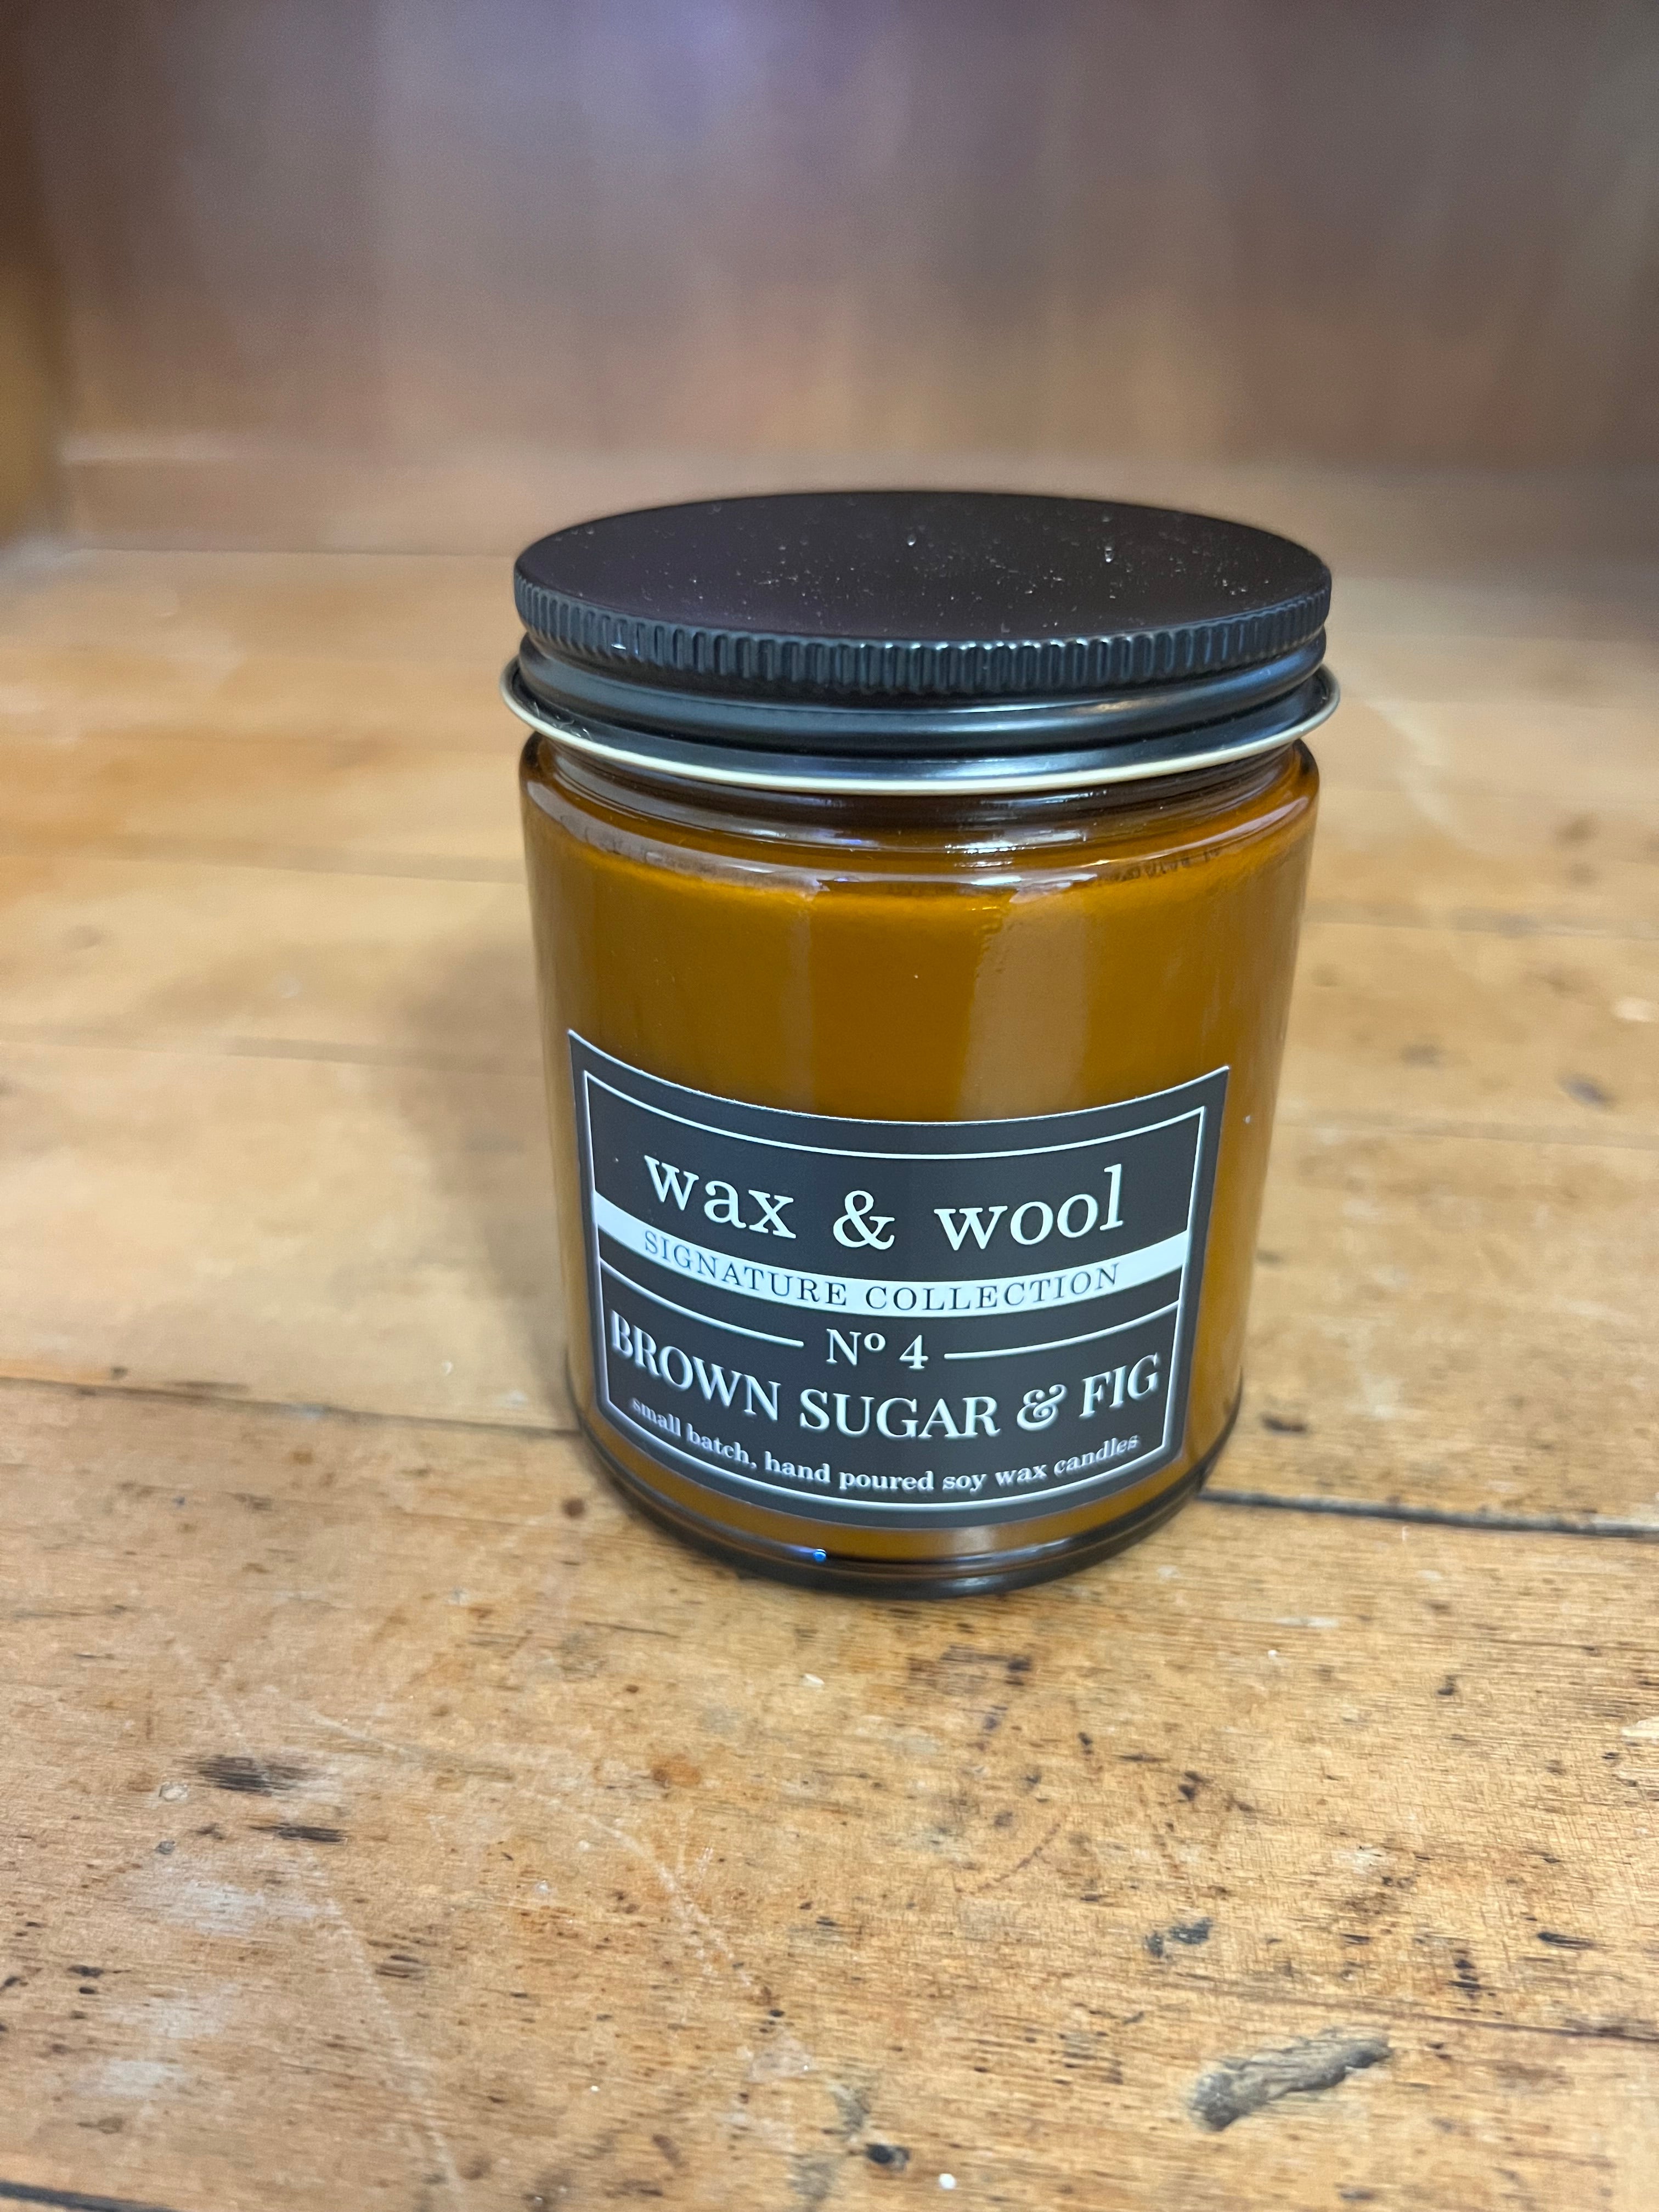 wax & wool
SIGNATURE COLLECTION
Nº 4
BROWN SUGAR & FIG
small batch, hand poured soy wax candles